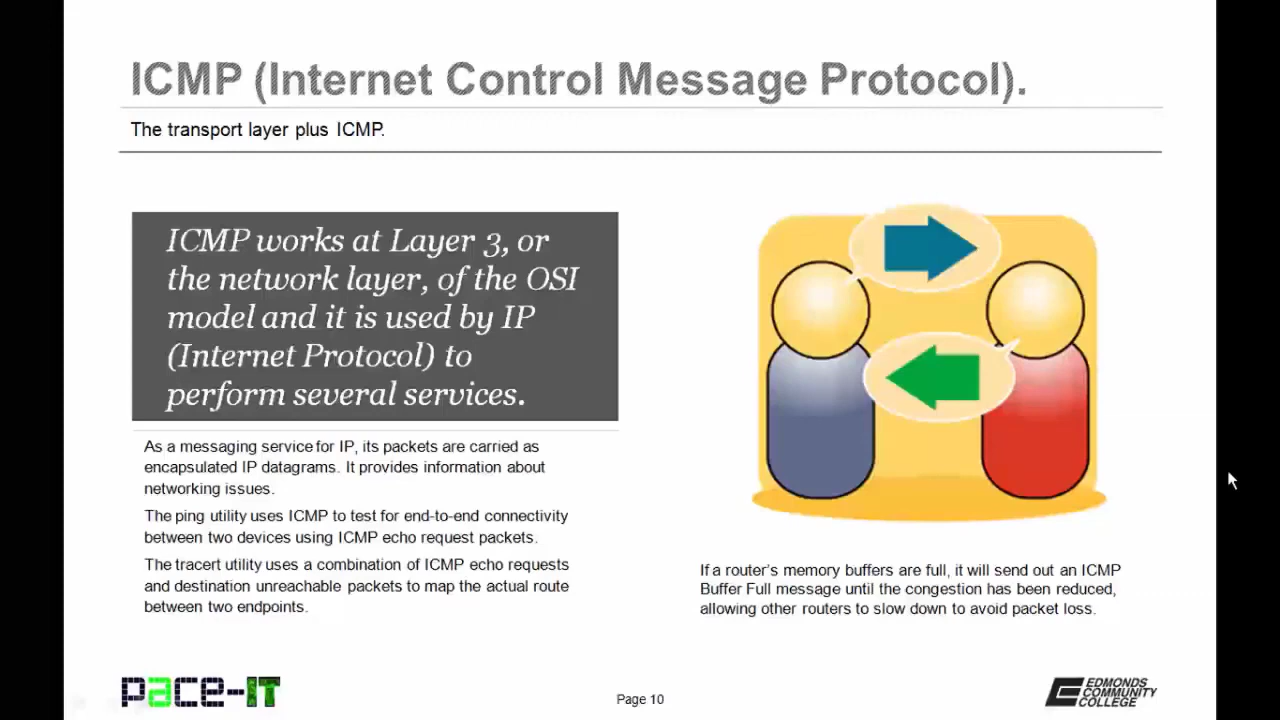 ICMP (Internet Control Message Protocol).
The transport layer plus ICMP.
ICMP works at Layer 3, or
the network layer, of the OSI
model and it is used by IP
(Internet Protocol) to
perform several services.
As a messaging service for IP, its packets are carried as
encapsulated IP datagrams. It provides information about
networking issues.
The ping utility uses ICMP to test for end-to-end connectivity
between two devices using ICMP echo request packets.
The tracert utility uses a combination of ICMP echo requests
and destination unreachable packets to map the actual route
between two endpoints.
If a router's memory buffers are full, it will send out an ICMP
Buffer Full message until the congestion has been reduced,
allowing other routers to slow down to avoid packet loss.
pace-IT
Page 10
EDMONDS
COMMUNITY
COLLEGE